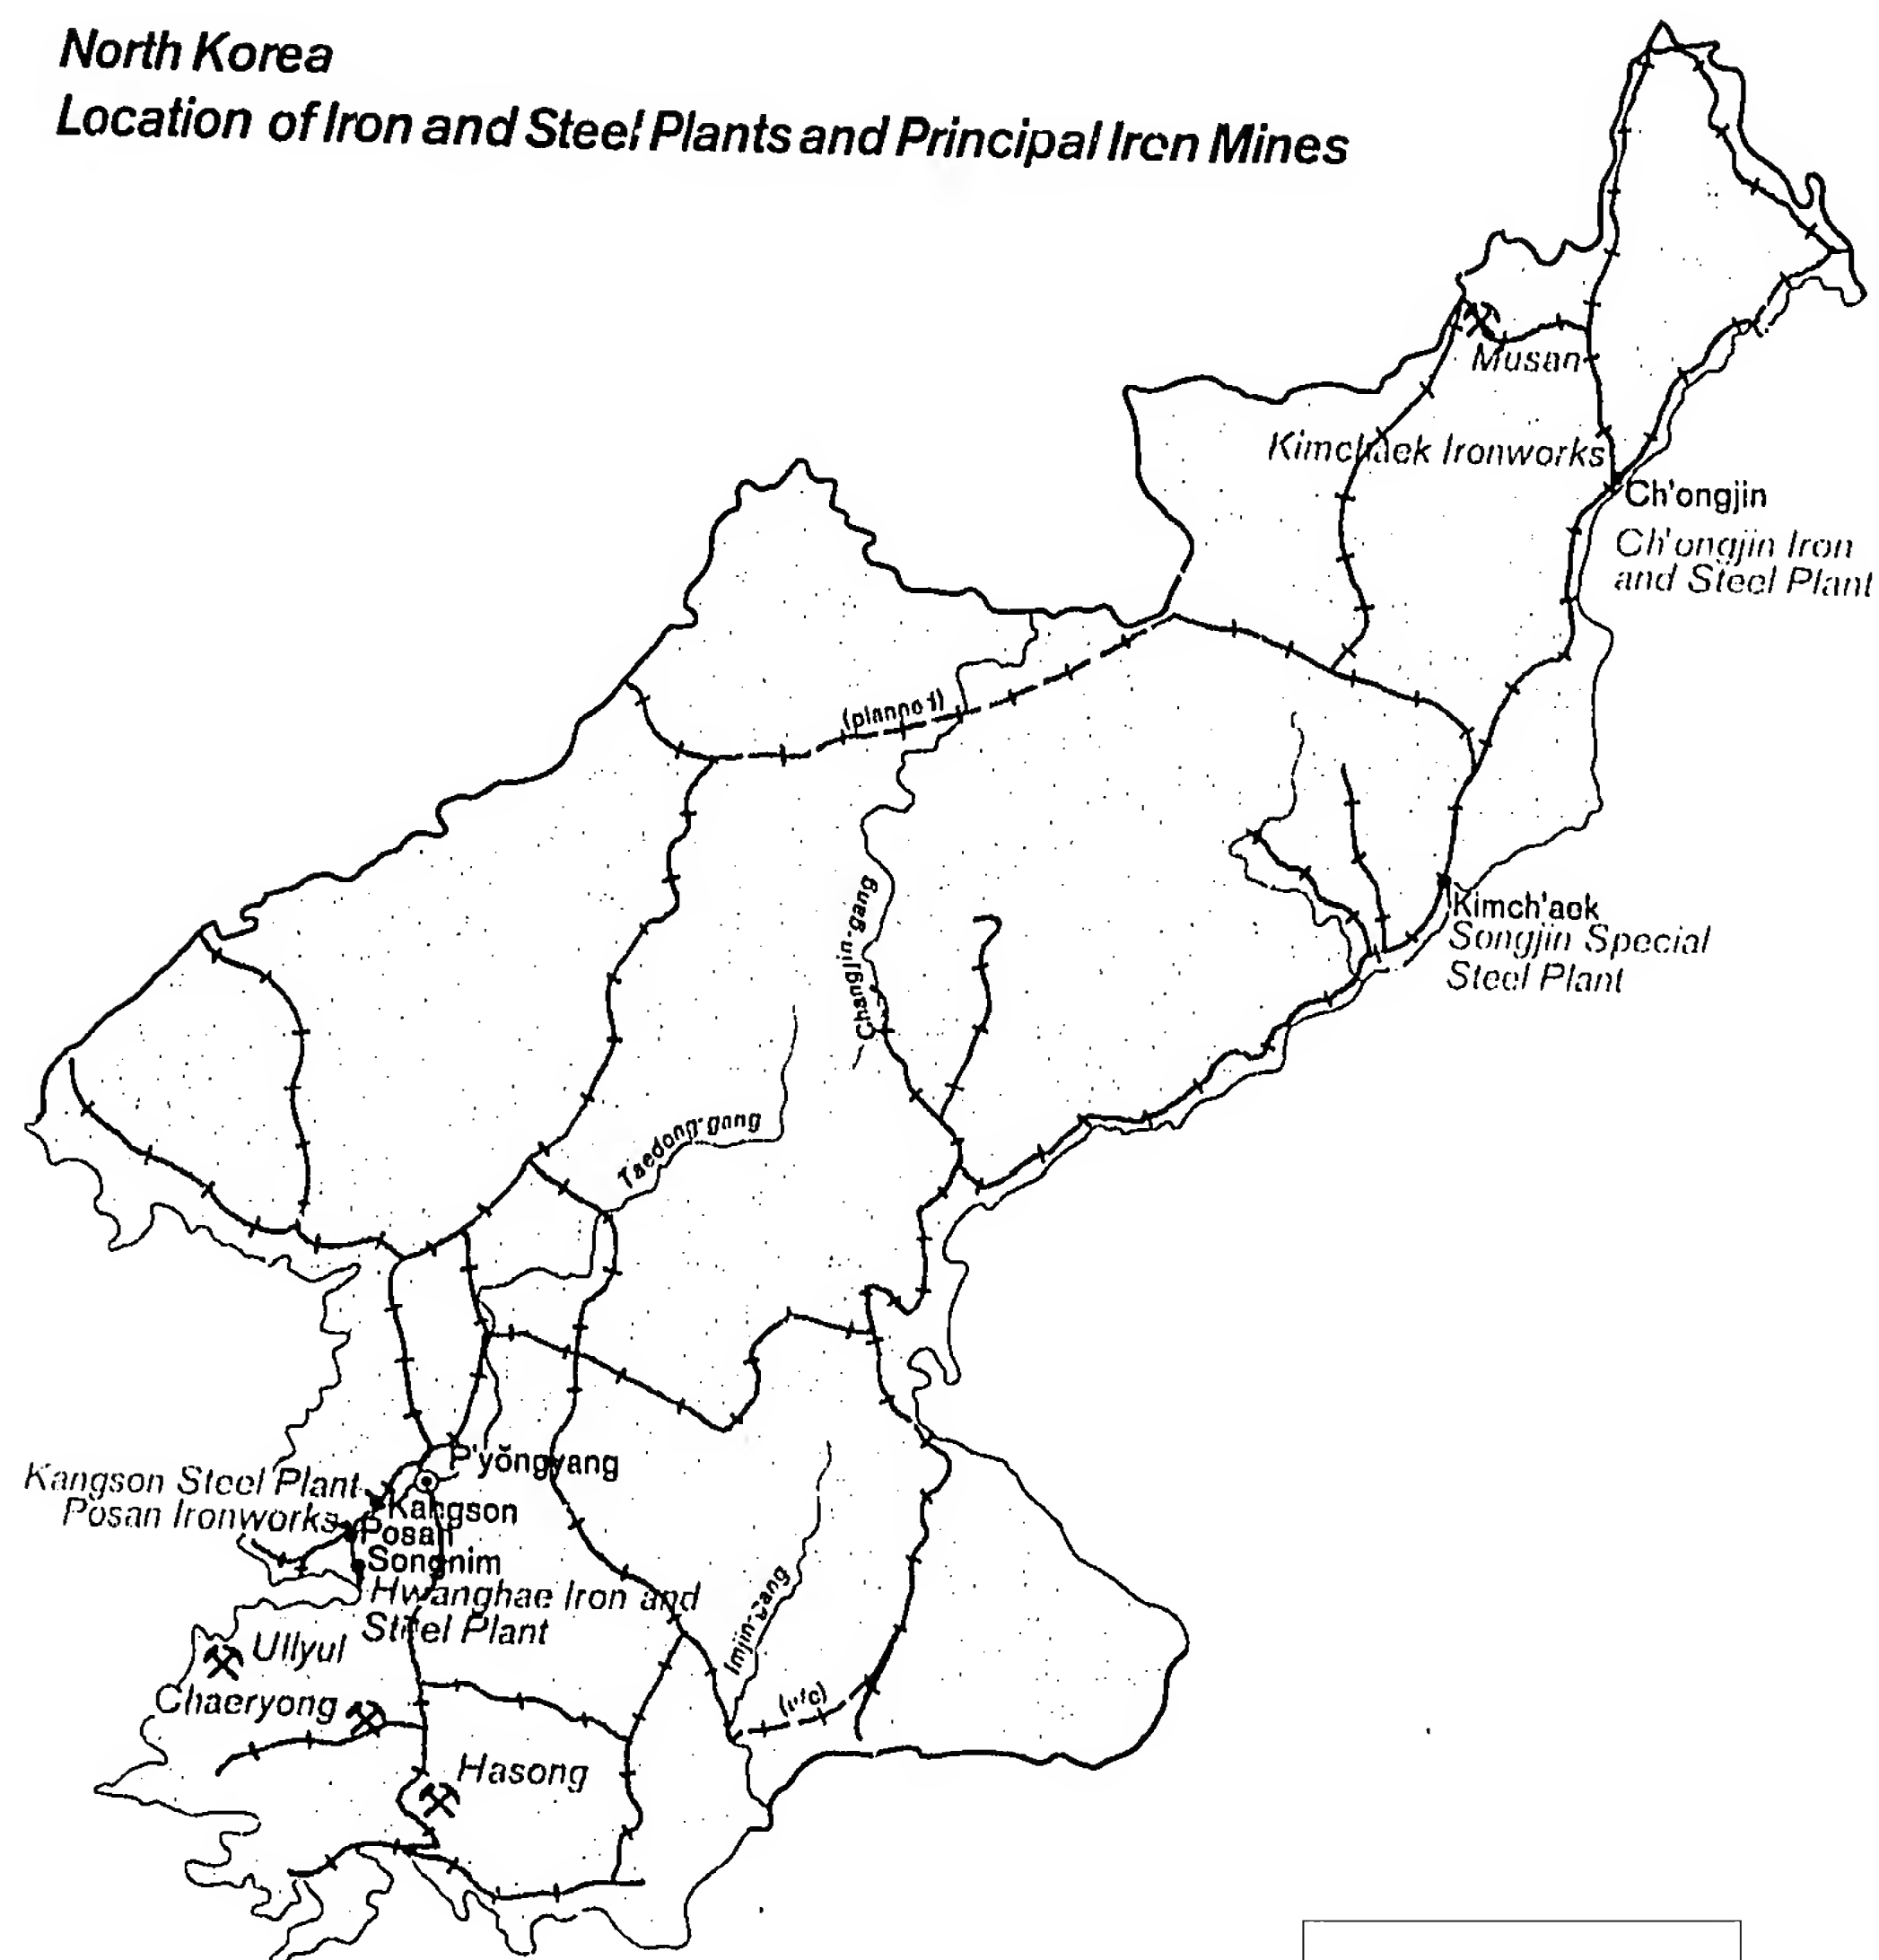 North Korea
Location of Iron and Steel Plants and Principal Iron Mines
Musan
Kimchaek Ironworks
Ch'ongjin
Ch'ongjin Iron
and Steel Plant
Kimch'aek
Songjin Special
Steel Plant
Changjin-gang
Taedong-gang
P'yŏngyang
Kangson Steel Plant
Kangson
Posan Ironworks
Posan
Songnim
Hwanghae Iron and
Steel Plant
Imjin-gang
Ullyul
Chaeryong
Hasong